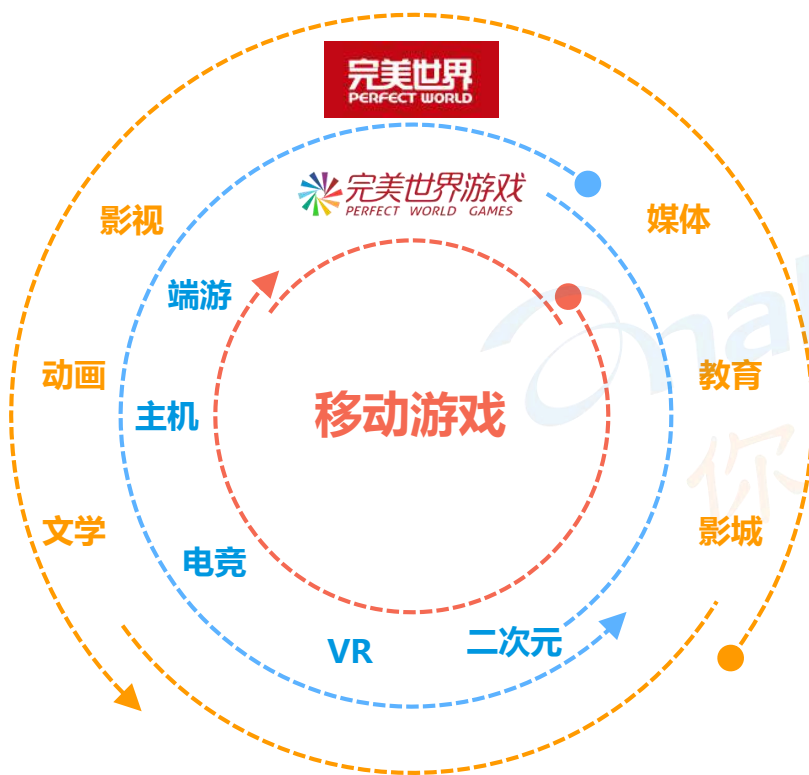 完美世界
PERFECT WORLD
完美世界游戏
PERFECT WORLD GAMES
影视
媒体
端游
动画
教育
主机
移动游戏
文学
影城
电竞
VR
二次元
nal
你